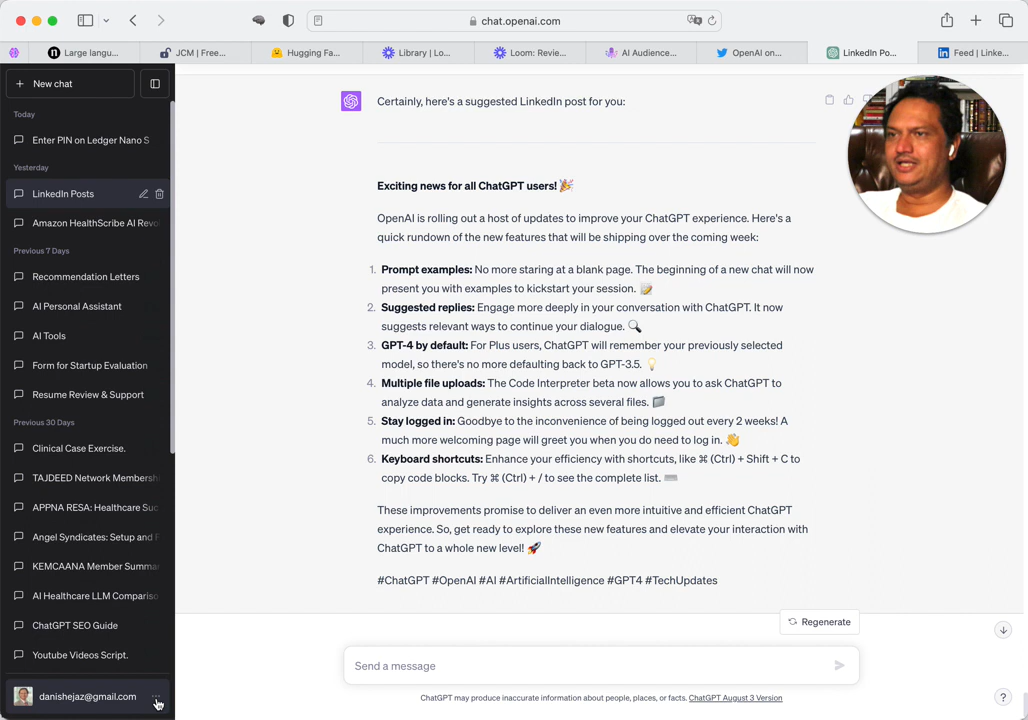 chat.openai.com
Large langu...
JCM | Free...
Hugging Fa...
Library | Lo...
Loom: Revie...
AI Audience...
OpenAI on...
LinkedIn Po...
Feed | Linke...
New chat
Today
Enter PIN on Ledger Nano S
Yesterday
LinkedIn Posts
Amazon HealthScribe AI Revo
Previous 7 Days
Recommendation Letters
AI Personal Assistant
AI Tools
Form for Startup Evaluation
Resume Review & Support
Previous 30 Days
Clinical Case Exercise.
TAJDEED Network Membersh
APPNA RESA: Healthcare Suc
Angel Syndicates: Setup and F
KEMCAANA Member Summar
AI Healthcare LLM Compariso
ChatGPT SEO Guide
Youtube Videos Script.
danishejaz@gmail.com
Certainly, here's a suggested LinkedIn post for you:
Exciting news for all ChatGPT users! 🎉
OpenAI is rolling out a host of updates to improve your ChatGPT experience. Here's a
quick rundown of the new features that will be shipping over the coming week:
1. Prompt examples: No more staring at a blank page. The beginning of a new chat will now
present you with examples to kickstart your session. 📝
2. Suggested replies: Engage more deeply in your conversation with ChatGPT. It now
suggests relevant ways to continue your dialogue. 🔍
3. GPT-4 by default: For Plus users, ChatGPT will remember your previously selected
model, so there's no more defaulting back to GPT-3.5. 💡
4. Multiple file uploads: The Code Interpreter beta now allows you to ask ChatGPT to
analyze data and generate insights across several files. 📁
5. Stay logged in: Goodbye to the inconvenience of being logged out every 2 weeks! A
much more welcoming page will greet you when you do need to log in. 👋
6. Keyboard shortcuts: Enhance your efficiency with shortcuts, like ⌘ (Ctrl) + Shift + C to
copy code blocks. Try ⌘ (Ctrl) + / to see the complete list. ⌨️
These improvements promise to deliver an even more intuitive and efficient ChatGPT
experience. So, get ready to explore these new features and elevate your interaction with
ChatGPT to a whole new level! 🚀
#ChatGPT #OpenAI #AI #ArtificialIntelligence #GPT4 #TechUpdates
Regenerate
Send a message
ChatGPT may produce inaccurate information about people, places, or facts. ChatGPT August 3 Version
?